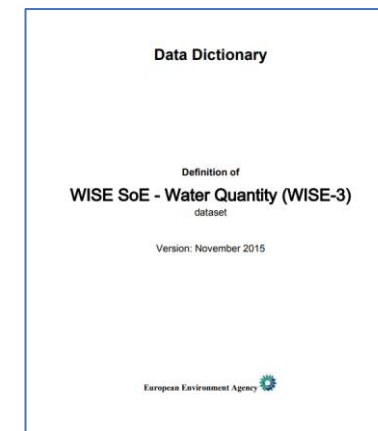 Data Dictionary
Definition of
WISE SoE - Water Quantity (WISE-3)
dataset
Version: November 2015
European Environment Agency